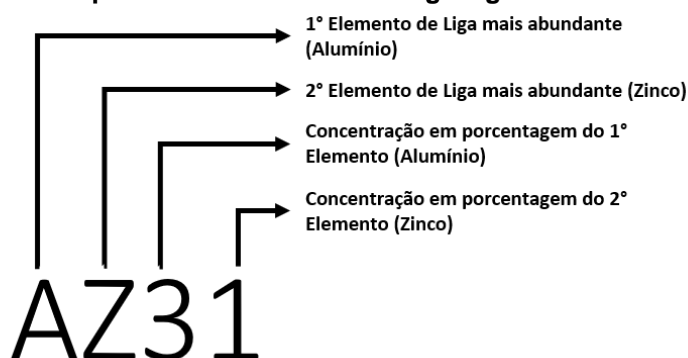 1° Elemento de Liga mais abundante
(Alumínio)
2° Elemento de Liga mais abundante (Zinco)
Concentração em porcentagem do 1°
Elemento (Alumínio)
Concentração em porcentagem do 2°
Elemento (Zinco)
AZ31